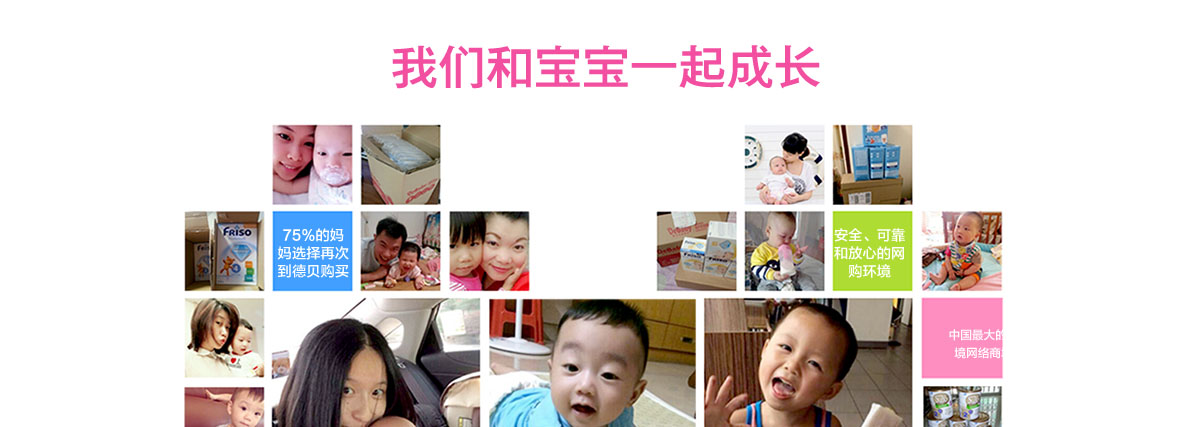 我们和宝宝一起成长
FRISO
75%的妈
妈选择再次
到德贝购买
安全、可靠
和放心的网
购环境
中国最大的
境网络商